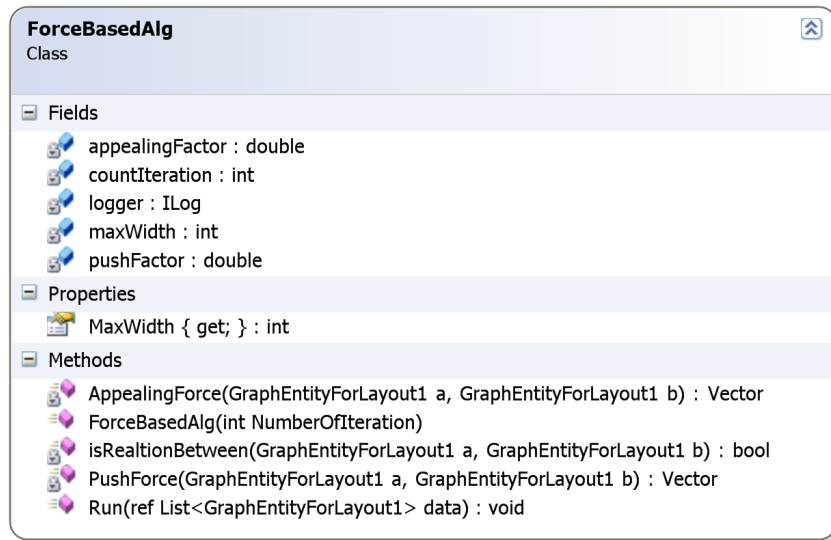 ForceBasedAlg
Class
Fields
appealingFactor : double
countIteration : int
logger : ILog
maxWidth : int
pushFactor : double
Properties
MaxWidth { get; } : int
Methods
AppealingForce(GraphEntityForLayout1 a, GraphEntityForLayout1 b) : Vector
ForceBasedAlg(int NumberOfIteration)
isRealtionBetween(GraphEntityForLayout1 a, GraphEntityForLayout1 b) : bool
PushForce(GraphEntityForLayout1 a, GraphEntityForLayout1 b) : Vector
Run(ref List<GraphEntityForLayout1> data) : void